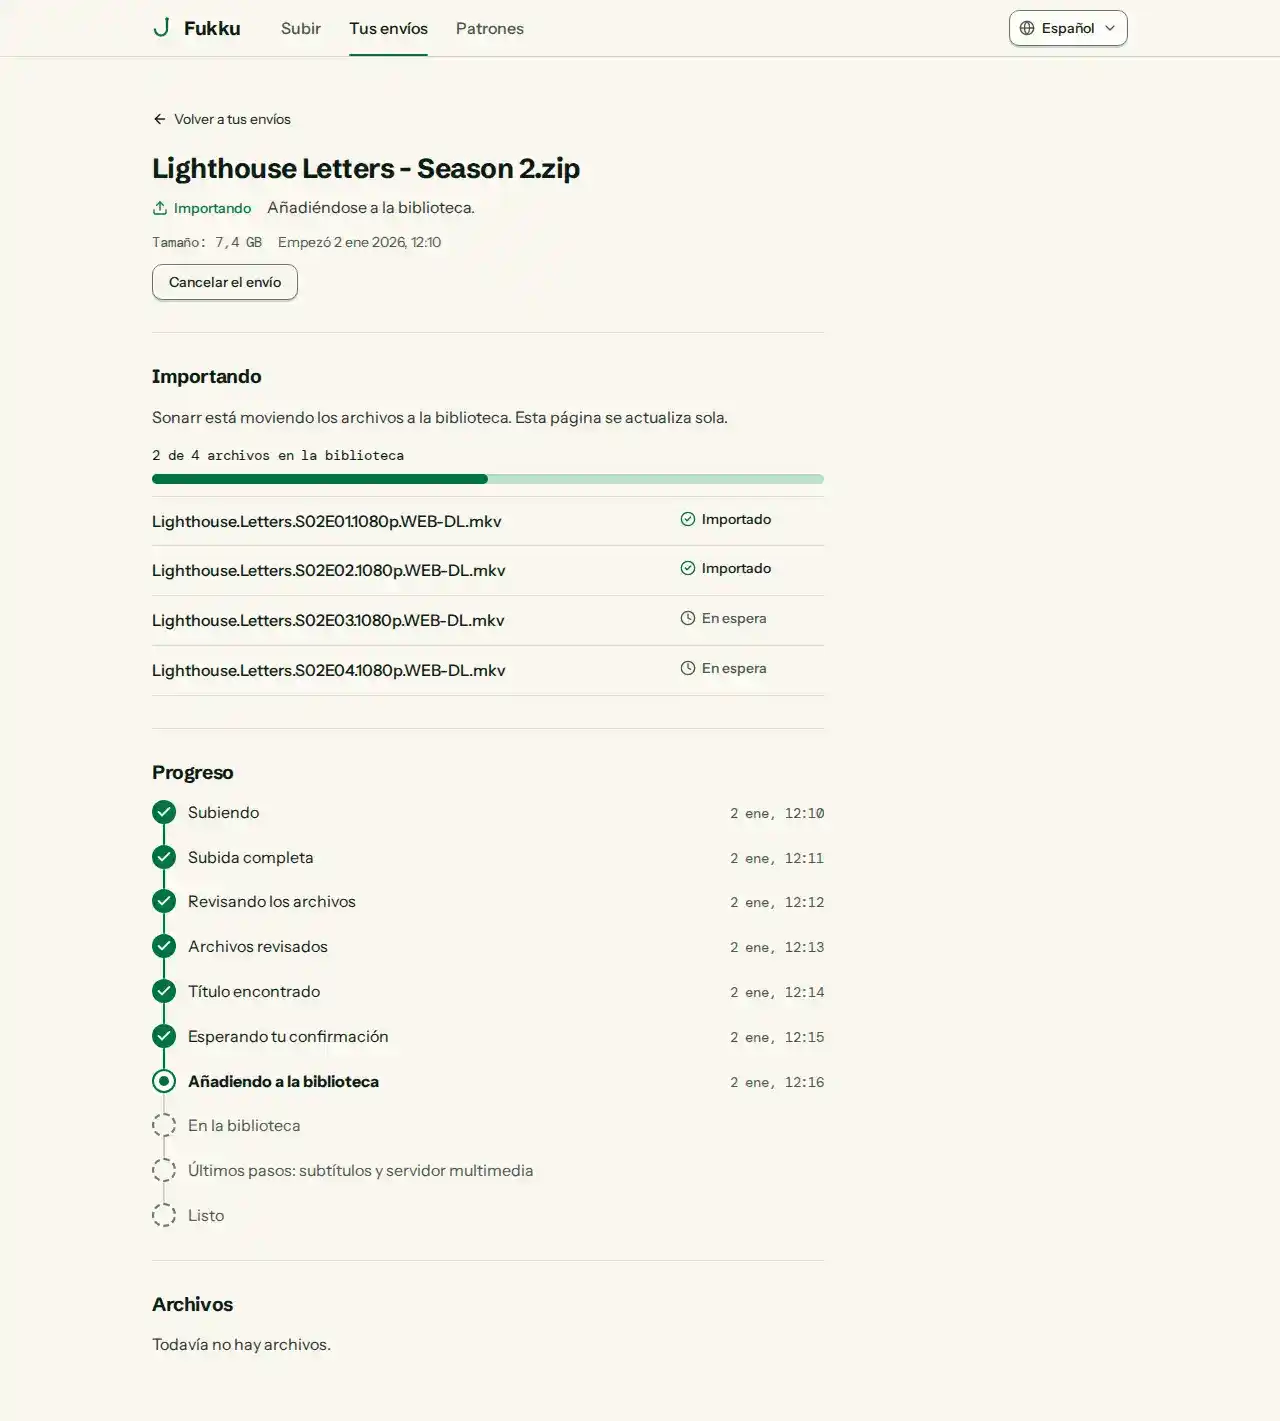 Fukku
Subir
Tus envíos
Patrones
Español
Volver a tus envíos
Lighthouse Letters - Season 2.zip
Importando Añadiéndose a la biblioteca.
Tamaño: 7,4 GB Empezó 2 ene 2026, 12:10
Cancelar el envío
Importando
Sonarr está moviendo los archivos a la biblioteca. Esta página se actualiza sola.
2 de 4 archivos en la biblioteca
Lighthouse.Letters.S02E01.1080p.WEB-DL.mkv Importado
Lighthouse.Letters.S02E02.1080p.WEB-DL.mkv Importado
Lighthouse.Letters.S02E03.1080p.WEB-DL.mkv En espera
Lighthouse.Letters.S02E04.1080p.WEB-DL.mkv En espera
Progreso
Subiendo 2 ene, 12:10
Subida completa 2 ene, 12:11
Revisando los archivos 2 ene, 12:12
Archivos revisados 2 ene, 12:13
Título encontrado 2 ene, 12:14
Esperando tu confirmación 2 ene, 12:15
Añadiendo a la biblioteca 2 ene, 12:16
En la biblioteca
Últimos pasos: subtítulos y servidor multimedia
Listo
Archivos
Todavía no hay archivos.